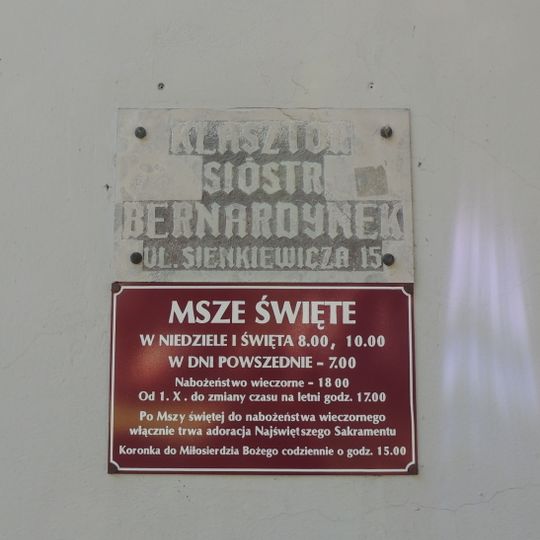 KLASZTOR
SIÓSTR
BERNARDYNEK
UL. SIENKIEWICZA 15
MSZE ŚWIĘTE
W NIEDZIELE I ŚWIĘTA 8.00, 10.00
W DNI POWSZEDNIE - 7.00
Nabożeństwo wieczorne - 18 00
Od 1. X. do zmiany czasu na letni godz. 17.00
Po Mszy świętej do nabożeństwa wieczornego
włącznie trwa adoracja Najświętszego Sakramentu
Koronka do Miłosierdzia Bożego codziennie o godz. 15.00